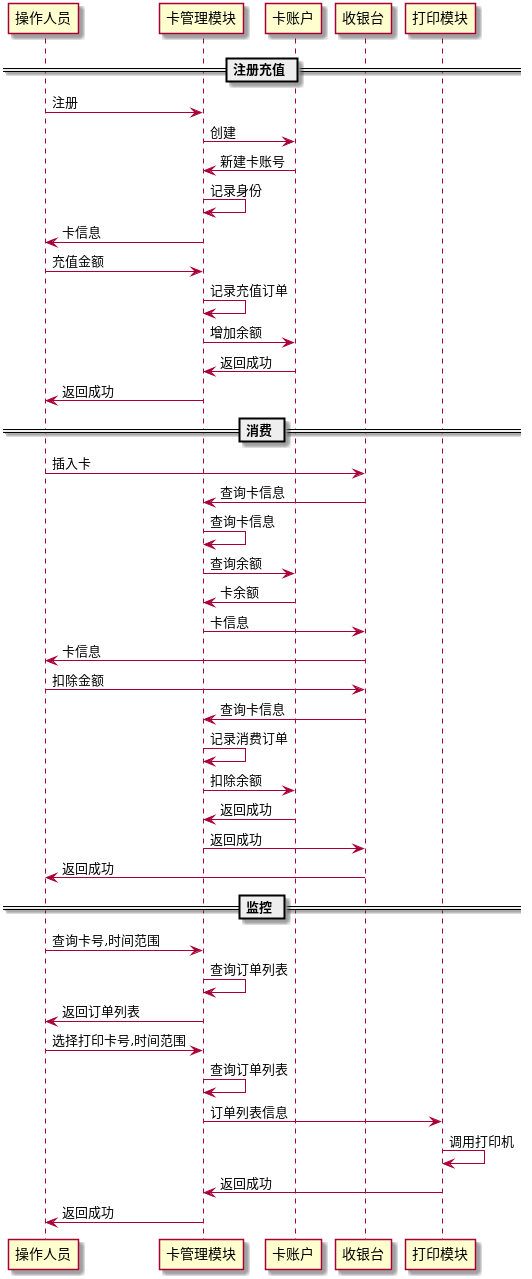 操作人员 卡管理模块 卡账户 收银台 打印模块
注册充值
注册
创建
新建卡账号
记录身份
卡信息
充值金额
记录充值订单
增加余额
返回成功
返回成功
消费
插入卡
查询卡信息
查询卡信息
查询余额
卡余额
卡信息
卡信息
扣除金额
查询卡信息
记录消费订单
扣除余额
返回成功
返回成功
返回成功
监控
查询卡号,时间范围
查询订单列表
返回订单列表
选择打印卡号,时间范围
查询订单列表
订单列表信息
调用打印机
返回成功
返回成功
操作人员 卡管理模块 卡账户 收银台 打印模块